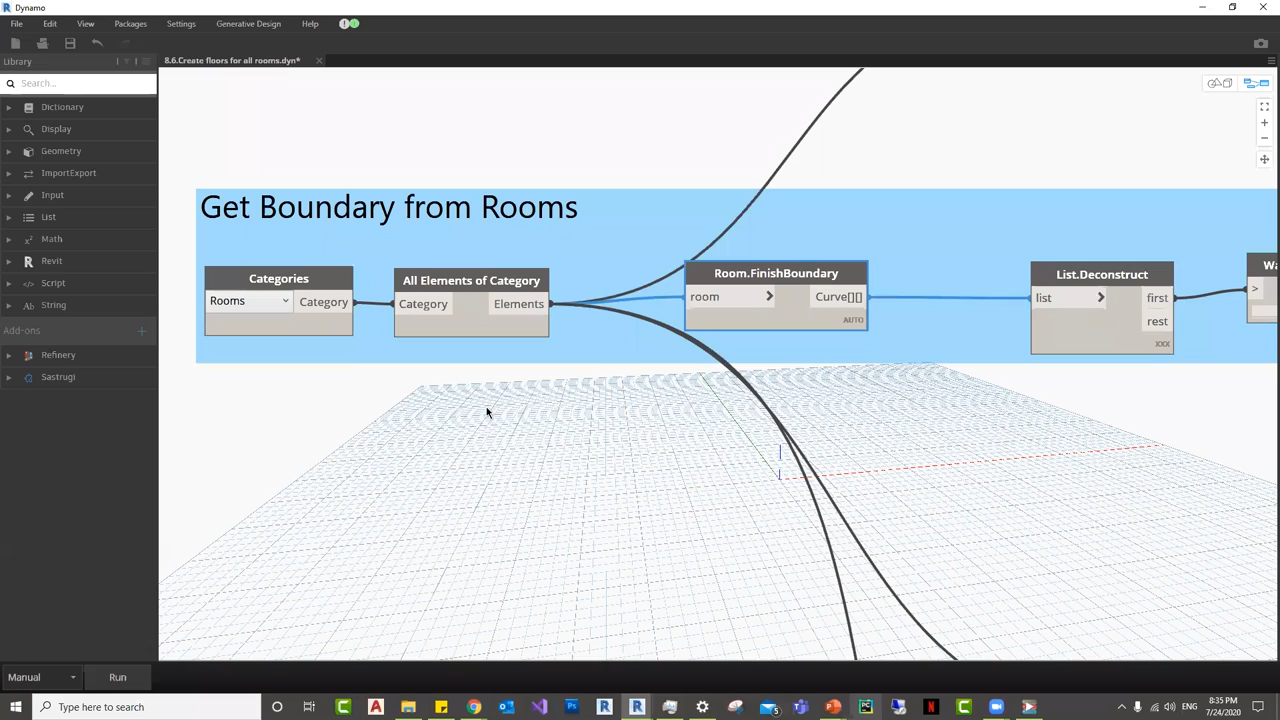 Dynamo
File Edit View Packages Settings Generative Design Help
8.6.Create floors for all rooms.dyn*
Library
Search...
Dictionary
Display
Geometry
ImportExport
Input
List
Math
Revit
Script
String
Add-ons
Refinery
Sastrugi
Get Boundary from Rooms
Categories
Rooms Category
All Elements of Category
Category Elements
Room.FinishBoundary
room > Curve[][]
AUTO
List.Deconstruct
list > first
rest
XXX
Wa
>
Manual Run
Type here to search
5
ENG
8:35 PM
7/24/2020